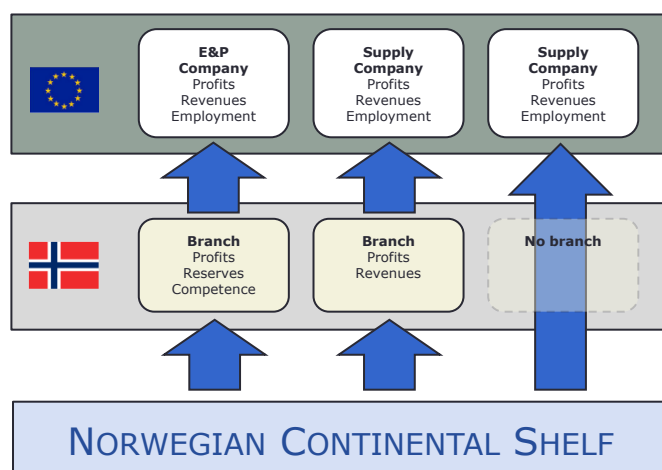 E&P
Company
Profits
Revenues
Employment
Supply
Company
Profits
Revenues
Employment
Supply
Company
Profits
Revenues
Employment
Branch
Profits
Reserves
Competence
Branch
Profits
Revenues
No branch
NORWEGIAN CONTINENTAL SHELF